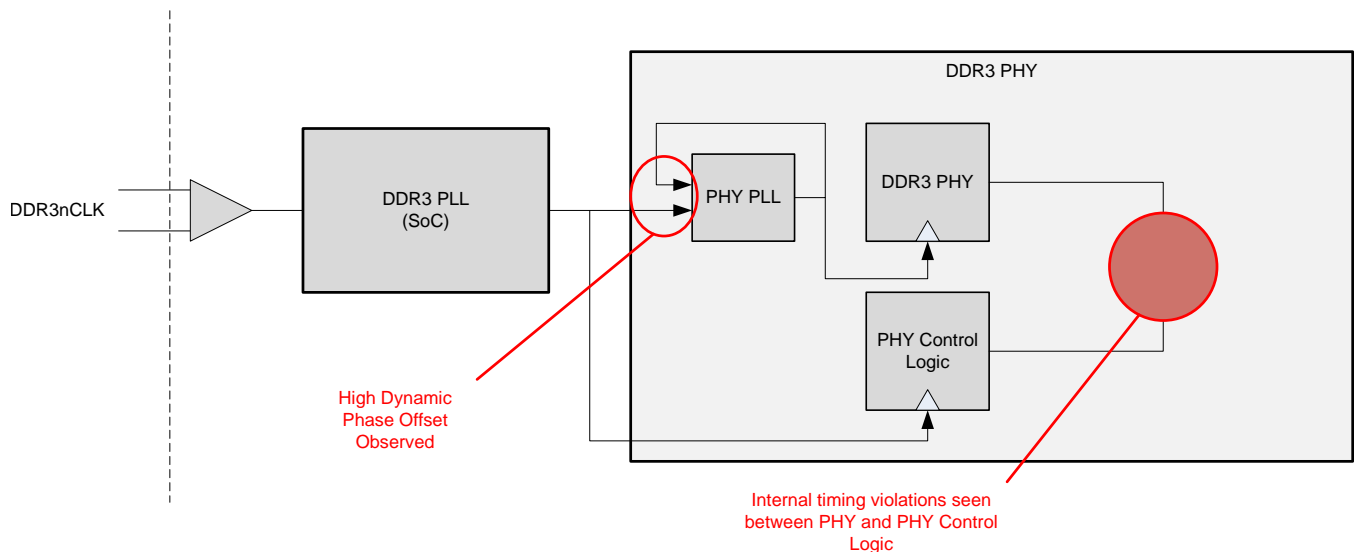 DDR3 PHY
DDR3nCLK
DDR3 PLL
(SoC)
PHY PLL
DDR3 PHY
PHY Control
Logic
High Dynamic
Phase Offset
Observed
Internal timing violations seen
between PHY and PHY Control
Logic